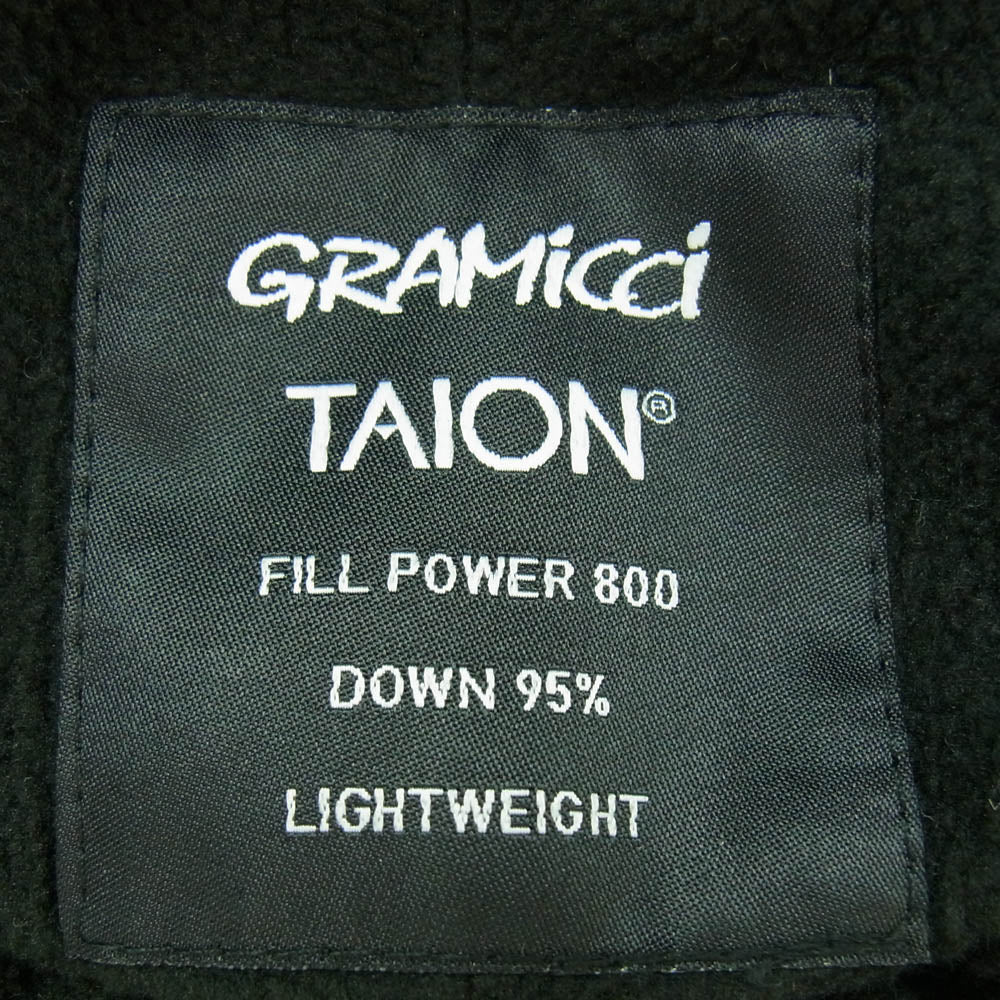 GRAMiCCi
TAION®
FILL POWER 800
DOWN 95%
LIGHTWEIGHT